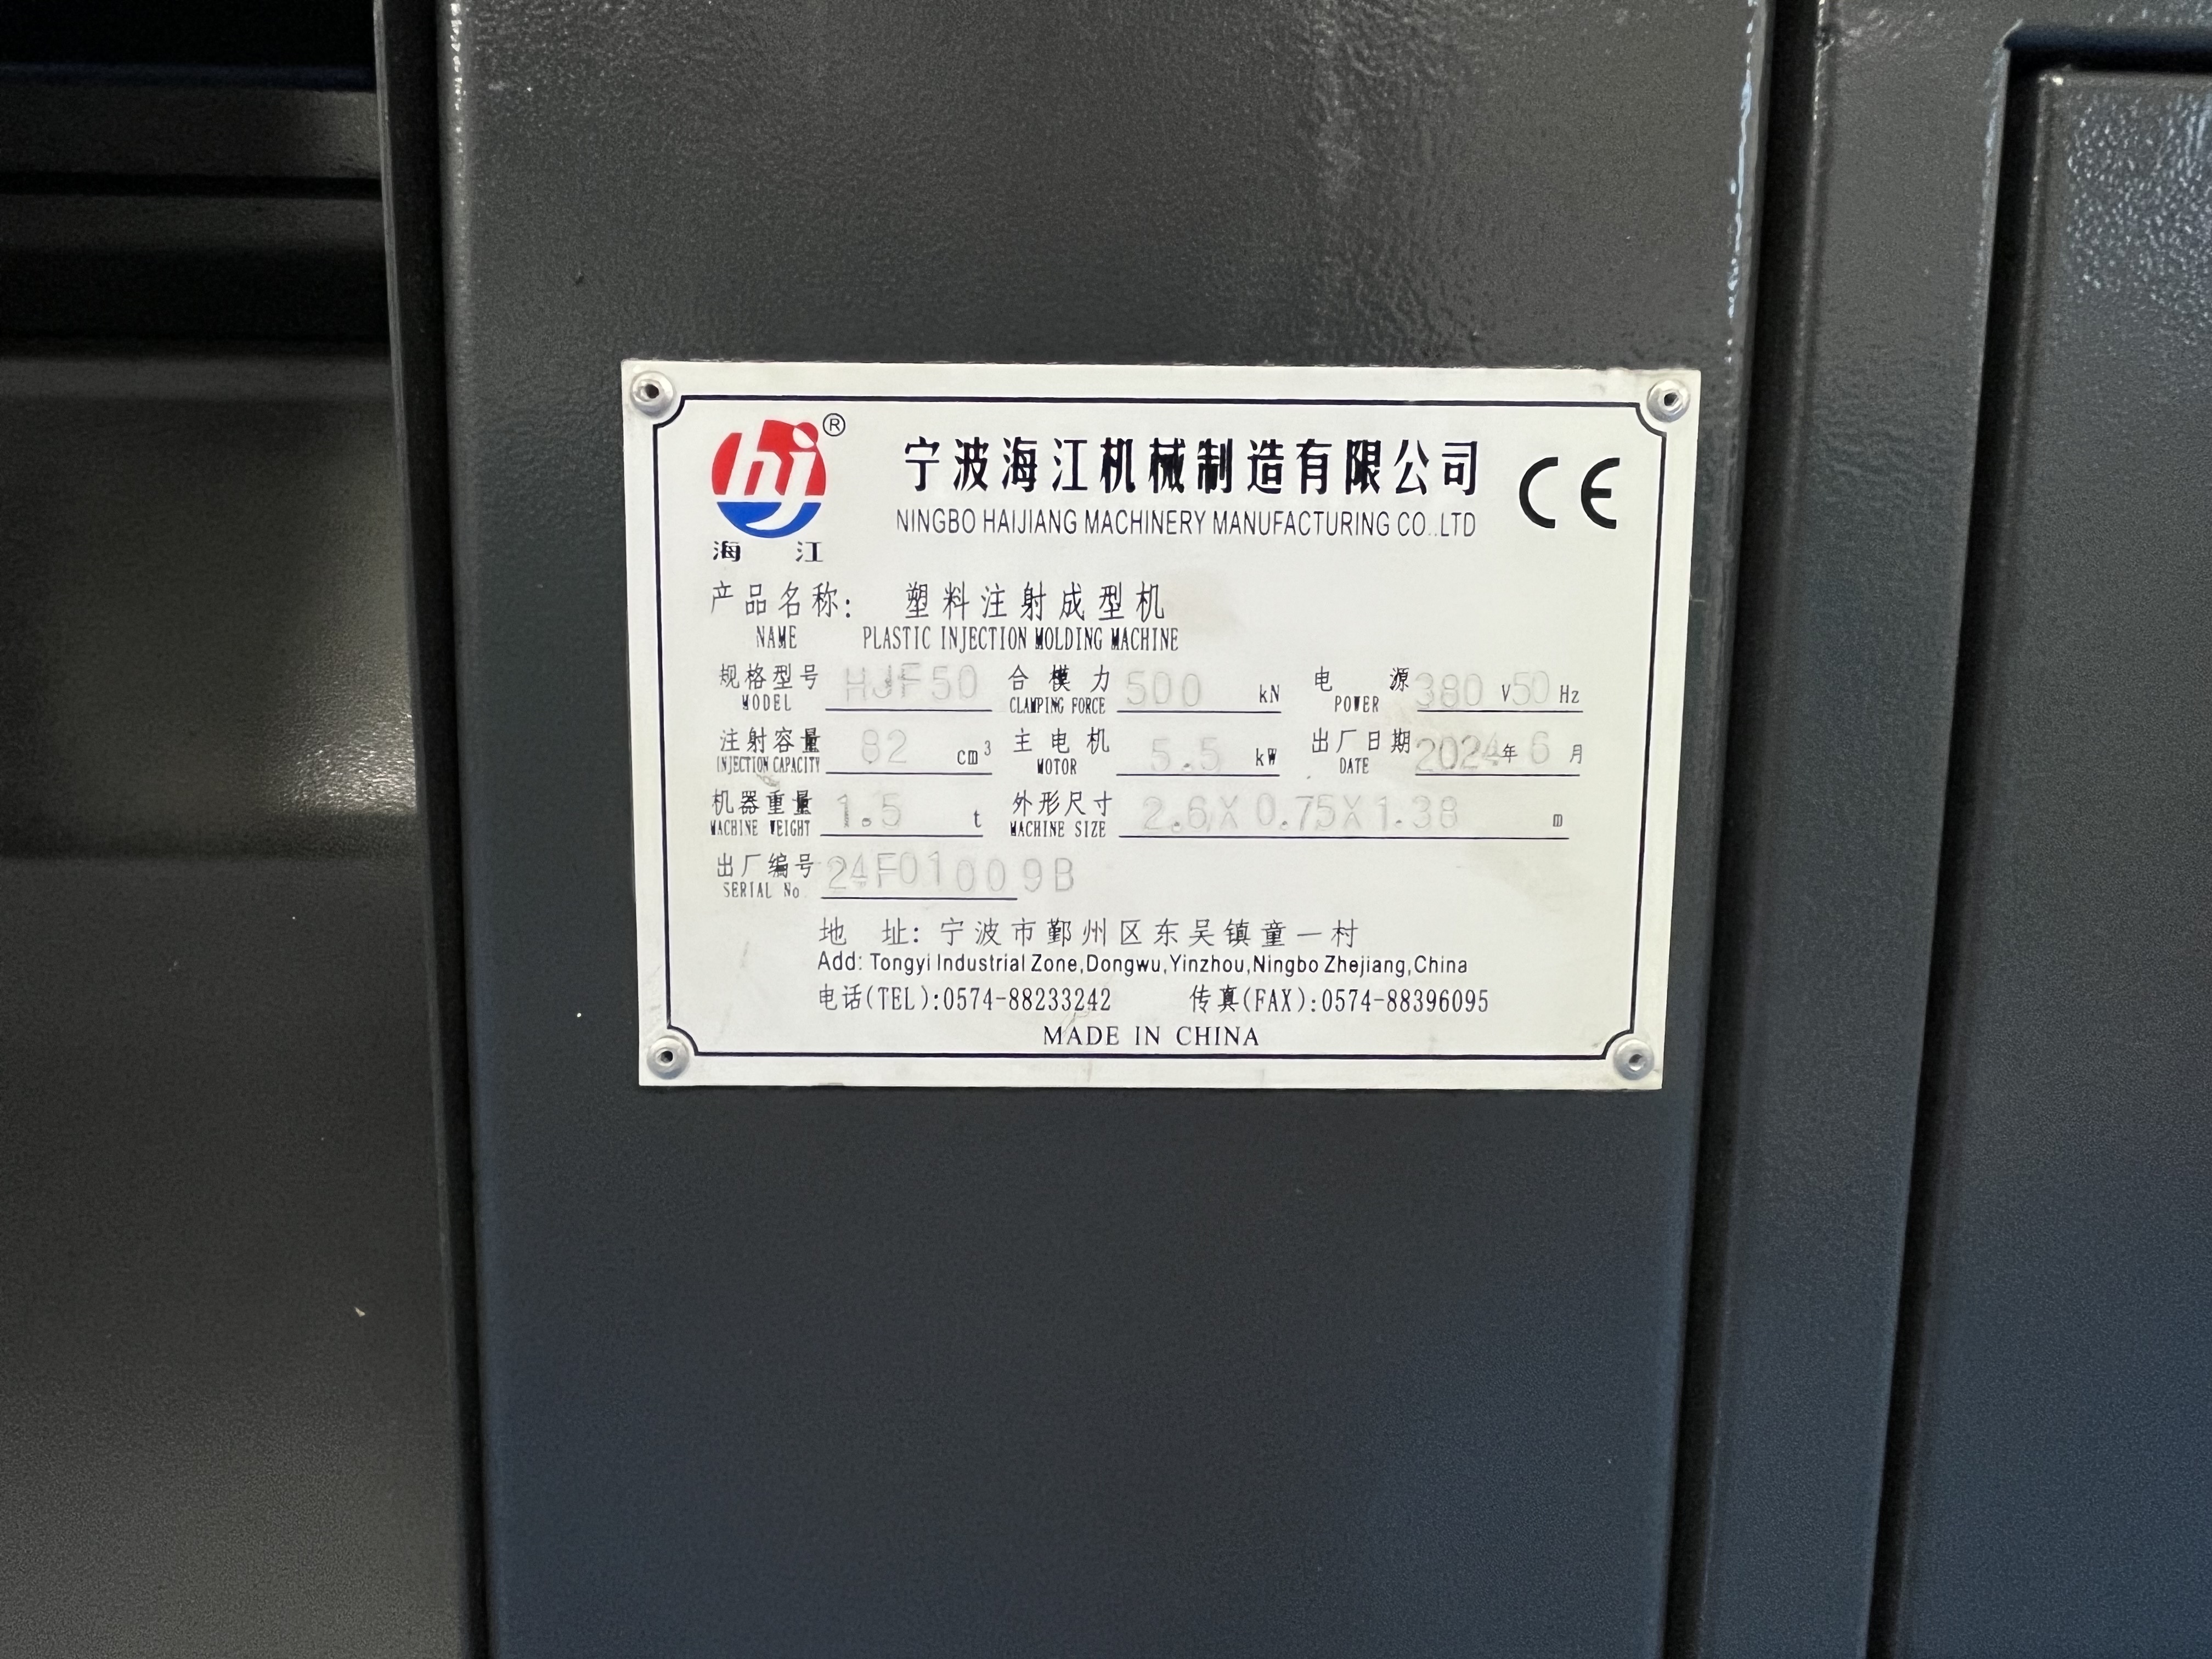 hj®
海 江
宁波海江机械制造有限公司 CE
NINGBO HAIJIANG MACHINERY MANUFACTURING CO..LTD
产品名称: 塑料注射成型机
NAME PLASTIC INJECTION MOLDING MACHINE
规格型号 HJF50 合模力 500 kN 电源 380 V 50 Hz
MODEL CLAMPING FORCE POWER
注射容量 82 cm³ 主电机 5.5 kW 出厂日期 2024年6月
INJECTION CAPACITY MOTOR DATE
机器重量 1.5 t 外形尺寸 2.6X0.75X1.38 m
MACHINE WEIGHT MACHINE SIZE
出厂编号 24F01009B
SERIAL No
地 址: 宁波市鄞州区东吴镇童一村
Add: Tongyi Industrial Zone,Dongwu,Yinzhou,Ningbo Zhejiang,China
电话(TEL):0574-88233242 传真(FAX):0574-88396095
MADE IN CHINA